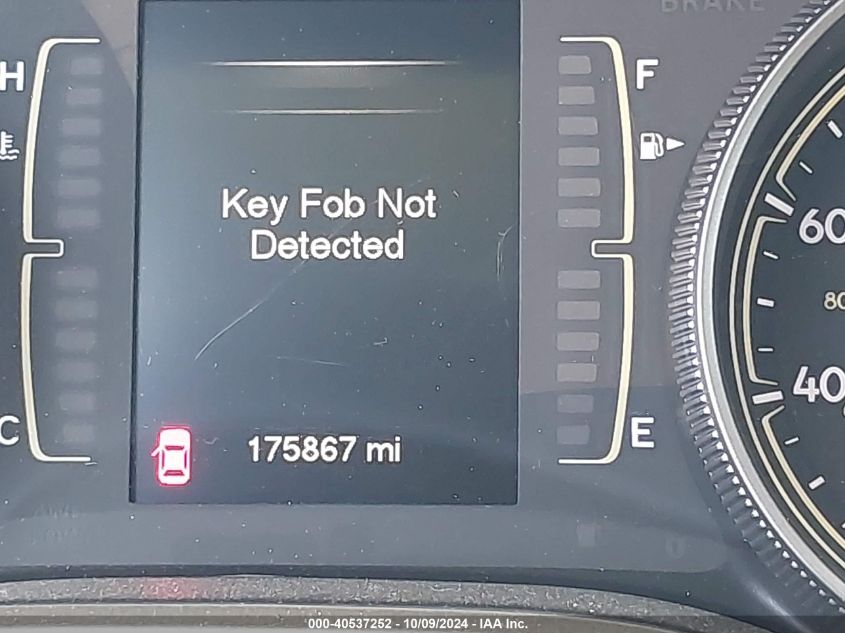 BRAKE
H
F
Key Fob Not
Detected
60
80
40
C
E
175867 mi
000-40537252 - 10/09/2024 - IAA Inc.